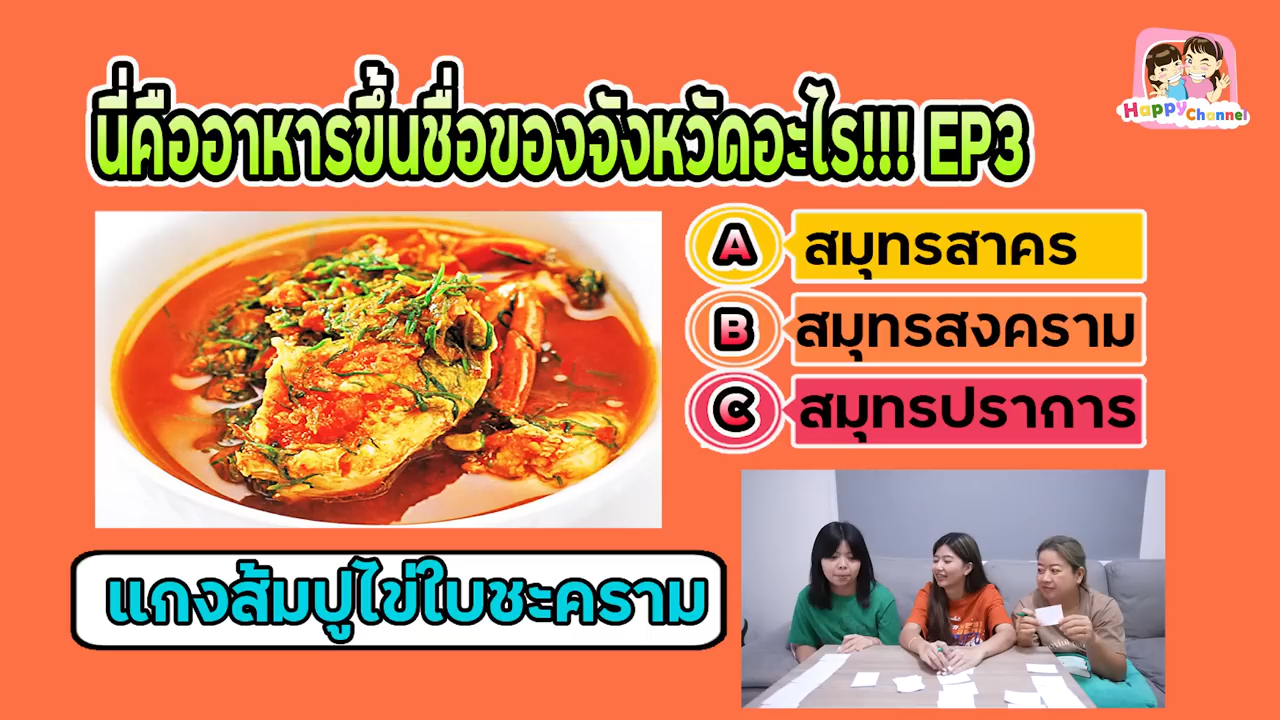 Happy Channel
นี่คืออาหารขึ้นชื่อของจังหวัดอะไร!!! EP3
A สมุทรสาคร
B สมุทรสงคราม
C สมุทรปราการ
แกงส้มปูไข่ใบชะคราม